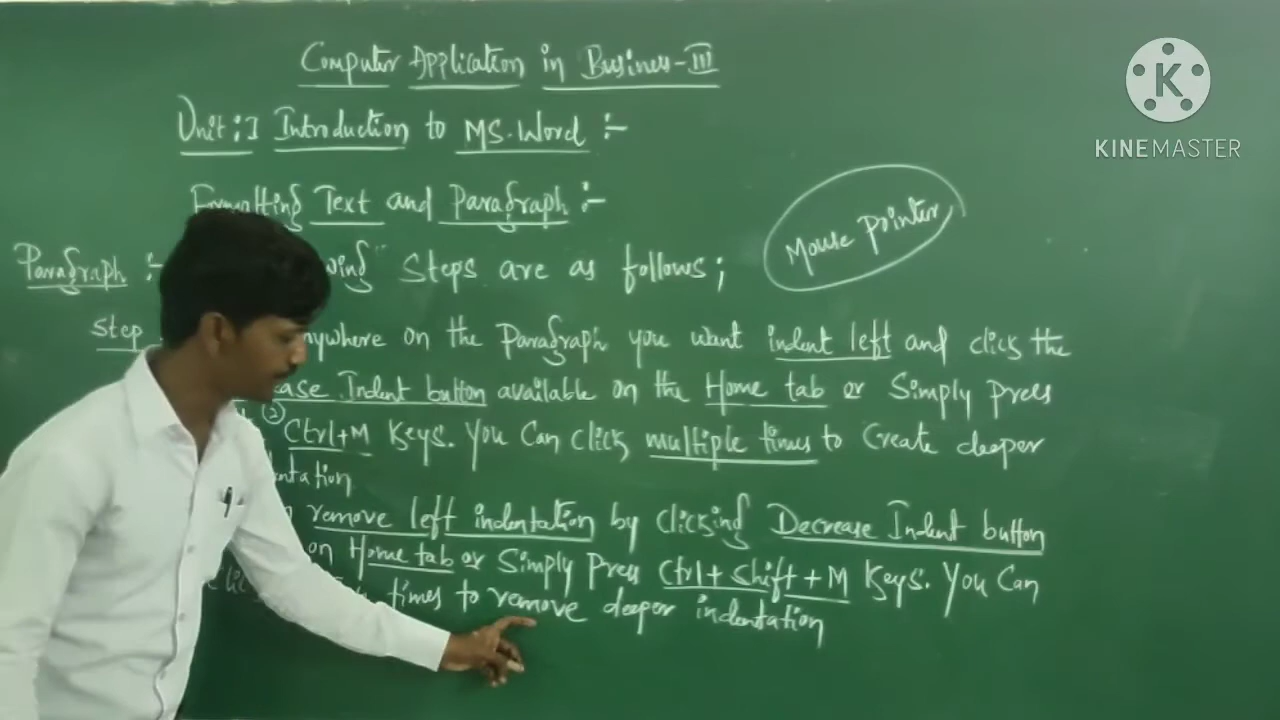 Computer Application in Business-III
Unit:I Introduction to MS-Word :-
Formatting Text and Paragraph :-
Mouse Pointer
Paragraph :- Steps are as follows;
Step on the Paragraph you want indent left and click the
Indent button available on the Home tab or Simply press
(2) Ctrl+M Keys. You Can click multiple times to Create deeper
remove left indentation by clicking Decrease Indent button
on Home tab or Simply Press Ctrl+Shift+M Keys. You Can
times to remove deeper indentation
K
KINEMASTER